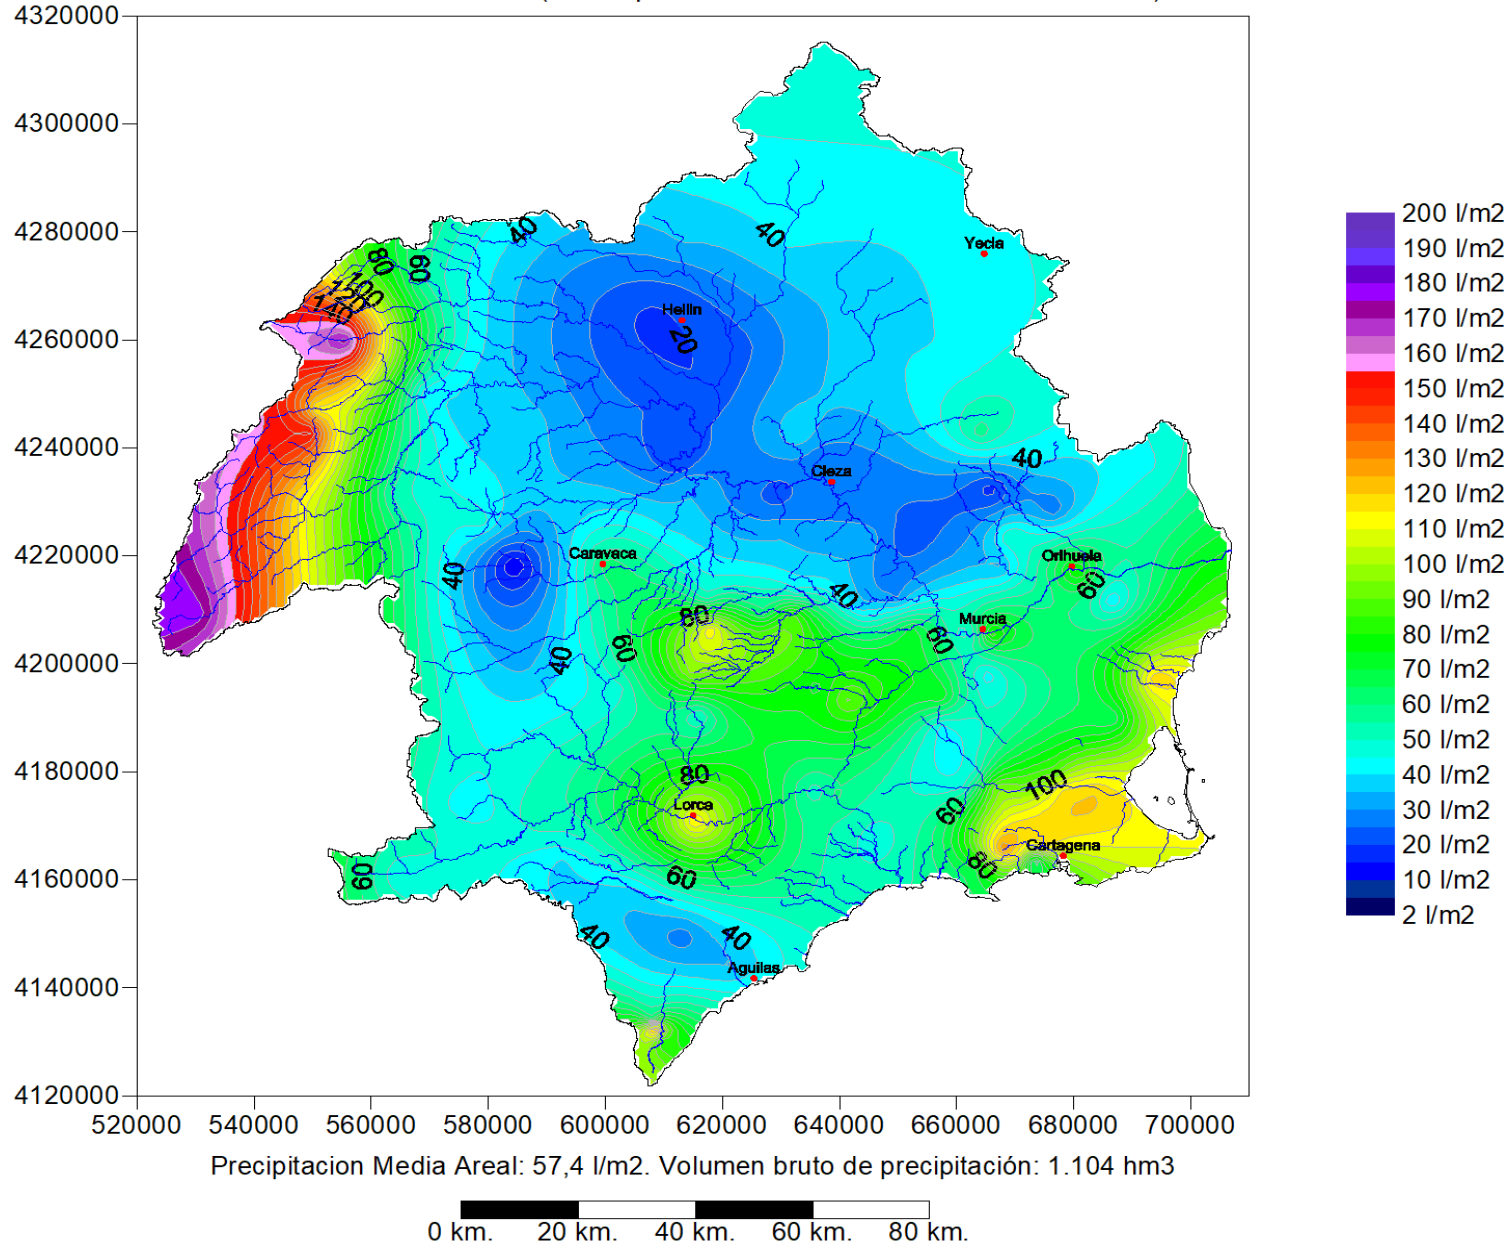 4320000
4300000
4280000
4260000
4240000
4220000
4200000
4180000
4160000
4140000
4120000
520000 540000 560000 580000 600000 620000 640000 660000 680000 700000
40
40
80
60
100
120
140
Yecla
Hellin
20
Cieza
40
Caravaca
Orihuela
40
60
40
80
Murcia
60
60
40
80
100
Lorca
60
Cartagena
80
60
60
40
40
Aguilas
200 l/m2
190 l/m2
180 l/m2
170 l/m2
160 l/m2
150 l/m2
140 l/m2
130 l/m2
120 l/m2
110 l/m2
100 l/m2
90 l/m2
80 l/m2
70 l/m2
60 l/m2
50 l/m2
40 l/m2
30 l/m2
20 l/m2
10 l/m2
2 l/m2
Precipitacion Media Areal: 57,4 l/m2. Volumen bruto de precipitación: 1.104 hm3
0 km. 20 km. 40 km. 60 km. 80 km.